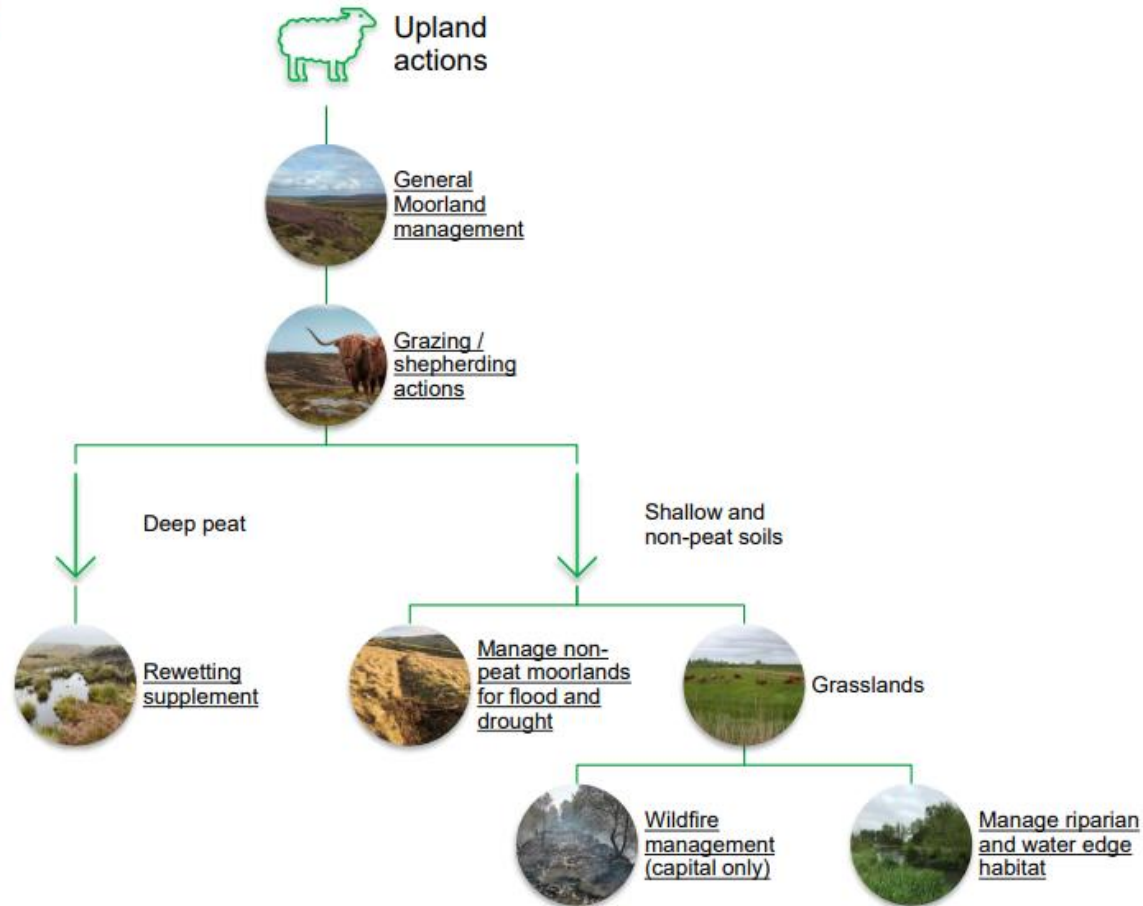 Upland
actions
General
Moorland
management
Grazing /
shepherding
actions
Deep peat
Shallow and
non-peat soils
Rewetting
supplement
Manage non-
peat moorlands
for flood and
drought
Grasslands
Wildfire
management
(capital only)
Manage riparian
and water edge
habitat